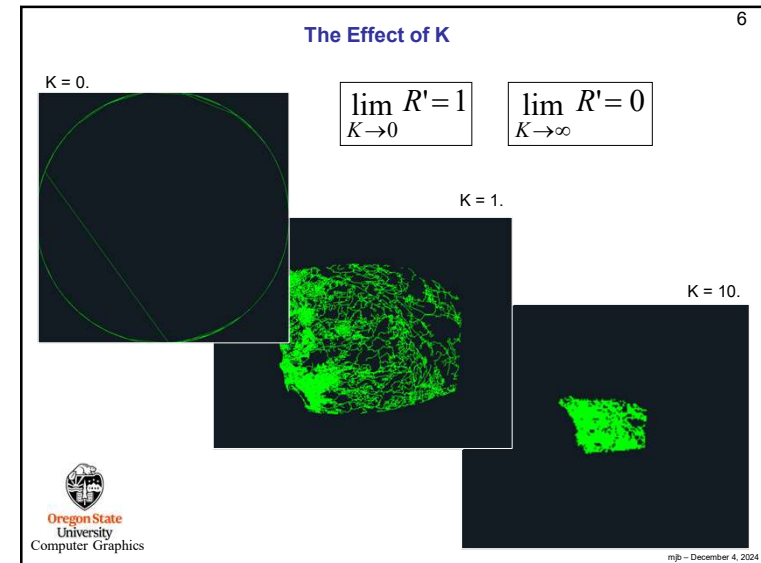 6
The Effect of K
K = 0.
lim R'= 1
K→0
lim R'= 0
K→∞
K = 1.
K = 10.
Oregon State
University
Computer Graphics
mjb – December 4, 2024